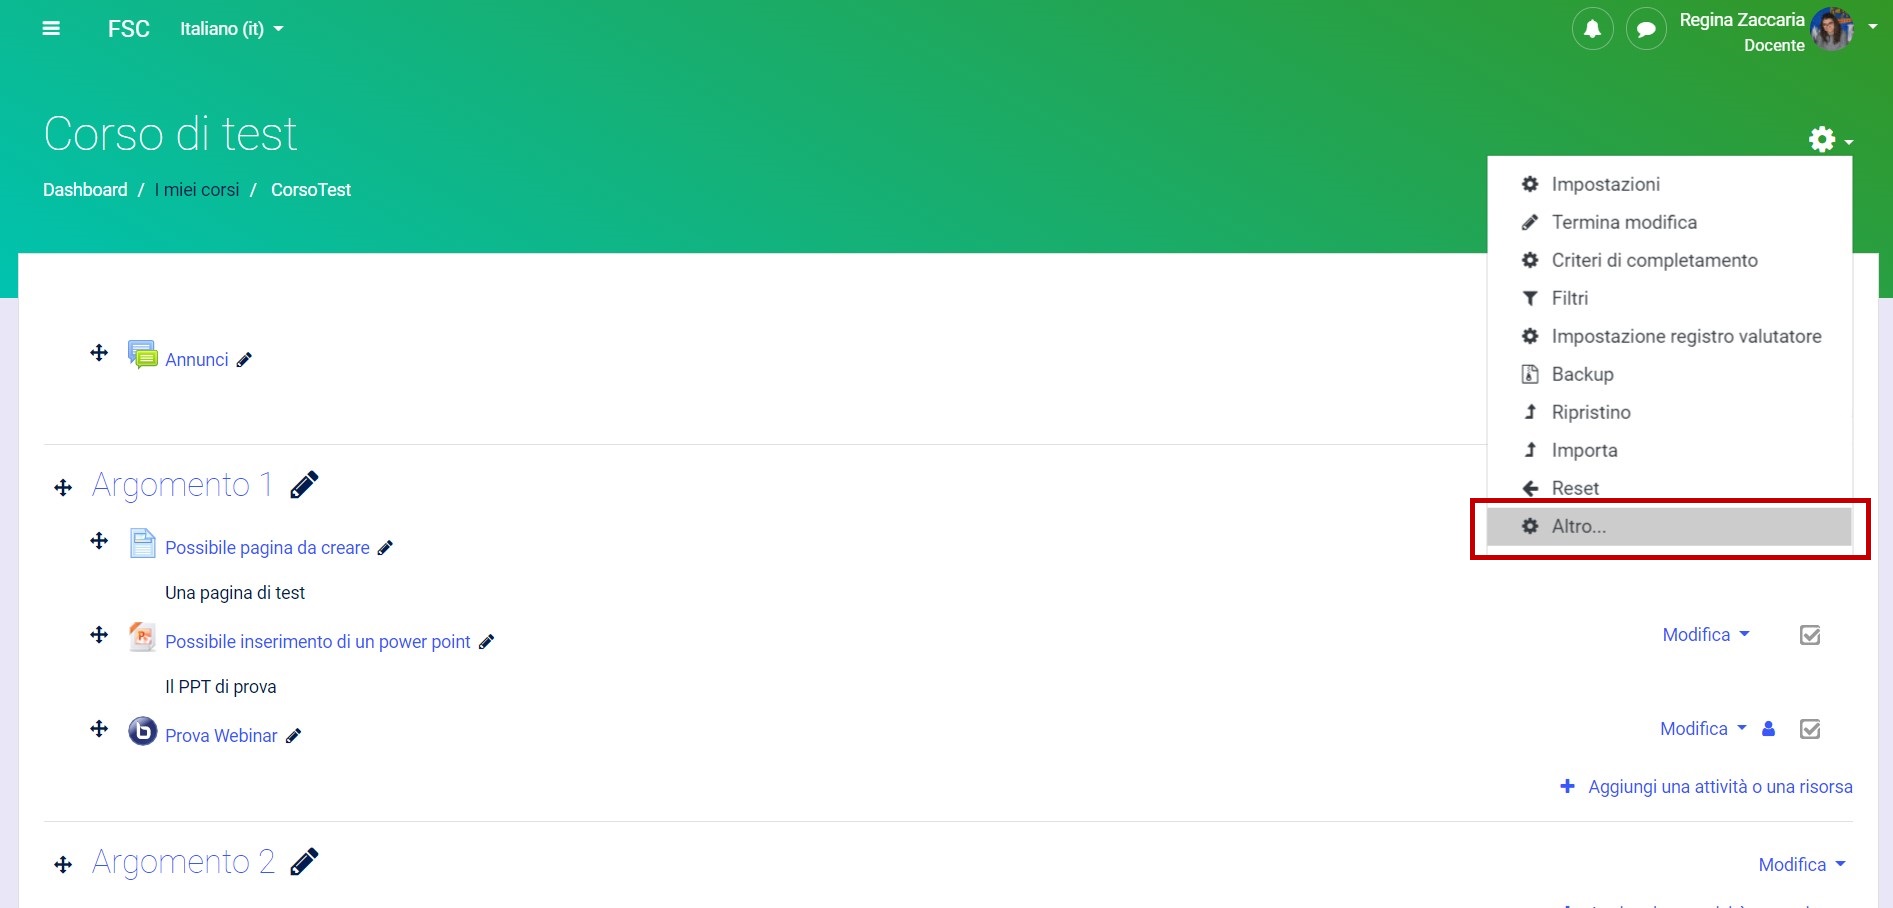 FSC
Italiano (it)
Regina Zaccaria
Docente
Corso di test
Dashboard / I miei corsi / CorsoTest
Impostazioni
Termina modifica
Criteri di completamento
Filtri
Impostazione registro valutatore
Backup
Ripristino
Importa
Reset
Altro...
Annunci
Argomento 1
Possibile pagina da creare
Una pagina di test
Possibile inserimento di un power point
Modifica
Il PPT di prova
Prova Webinar
Modifica
Aggiungi una attività o una risorsa
Argomento 2
Modifica